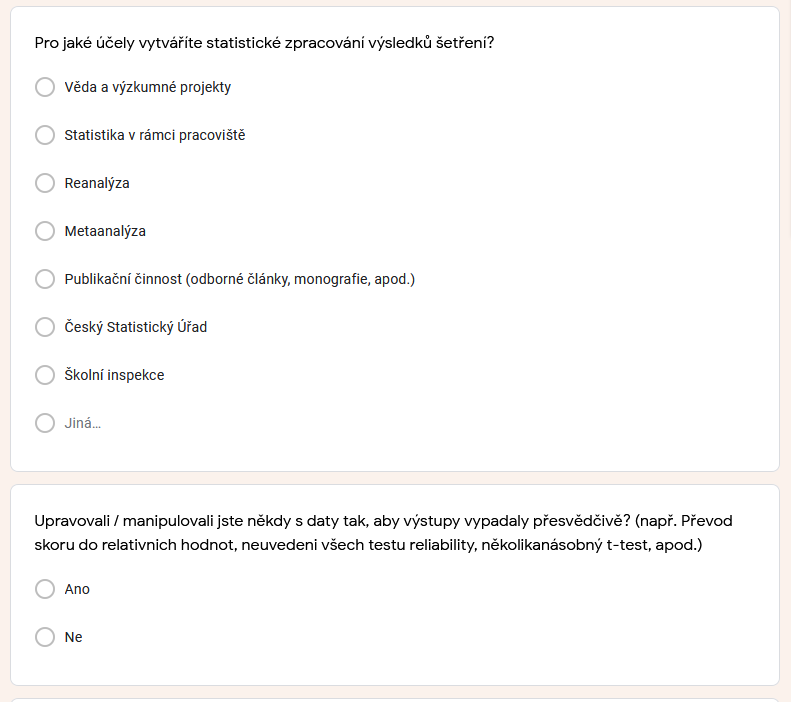 Pro jaké účely vytváříte statistické zpracování výsledků šetření?
Věda a výzkumné projekty
Statistika v rámci pracoviště
Reanalýza
Metaanalýza
Publikační činnost (odborné články, monografie, apod.)
Český Statistický Úřad
Školní inspekce
Jiná…
Upravovali / manipulovali jste někdy s daty tak, aby výstupy vypadaly přesvědčivě? (např. Převod
skoru do relativnich hodnot, neuvedeni všech testu reliability, několikanásobný t-test, apod.)
Ano
Ne